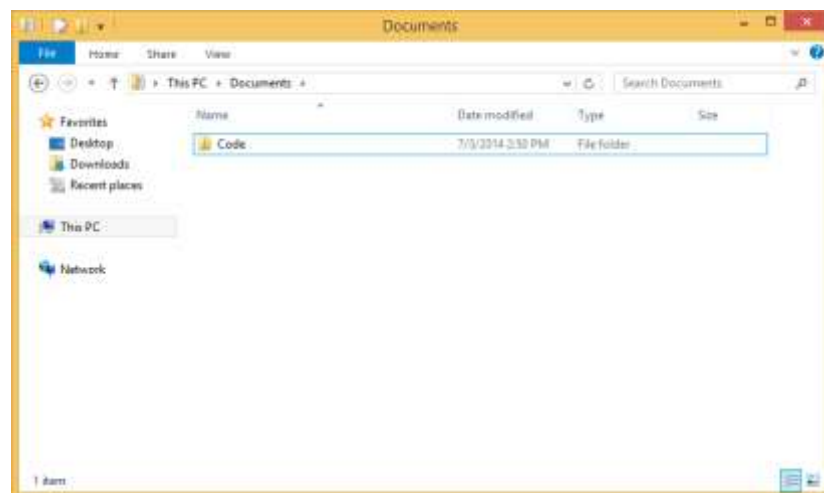 Documents
File Home Share View
This PC Documents Search Documents
Name Date modified Type Size
Favorites
Desktop
Downloads
Recent places
Code 7/3/2014 2:50 PM File folder
This PC
Network
1 item